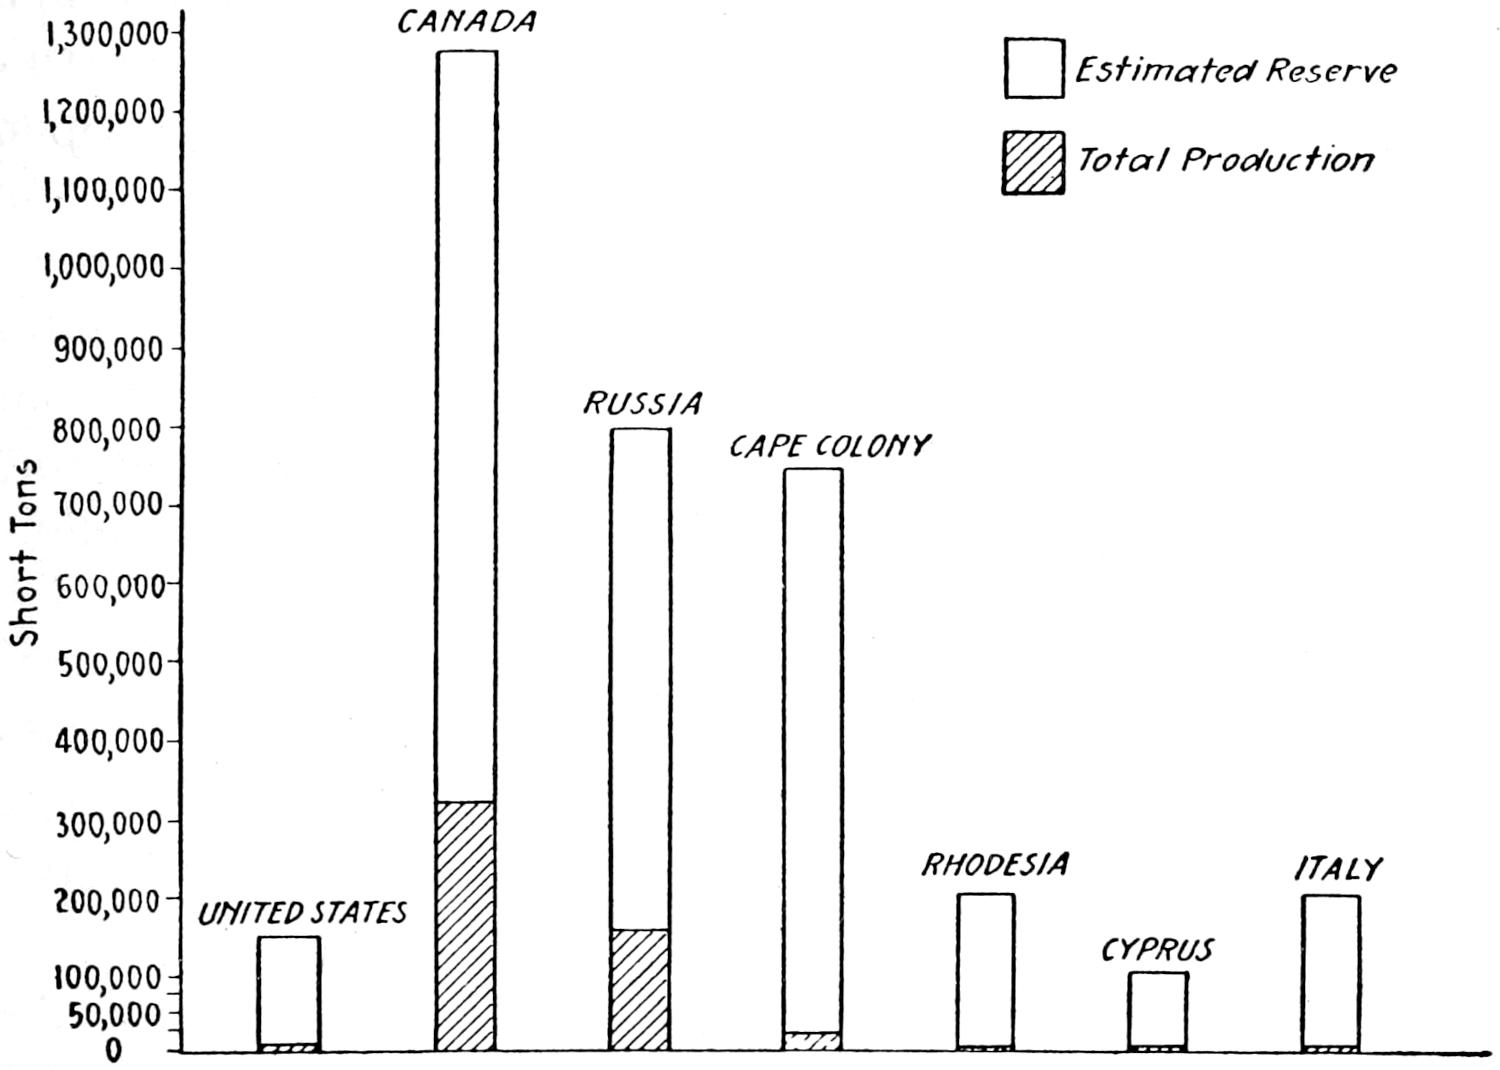 CANADA
1,300,000
1,200,000
1,100,000
1,000,000
900,000
800,000
700,000
600,000
500,000
400,000
300,000
200,000
100,000
50,000
0
Short Tons
Estimated Reserve
Total Production
RUSSIA
CAPE COLONY
UNITED STATES
RHODESIA
ITALY
CYPRUS